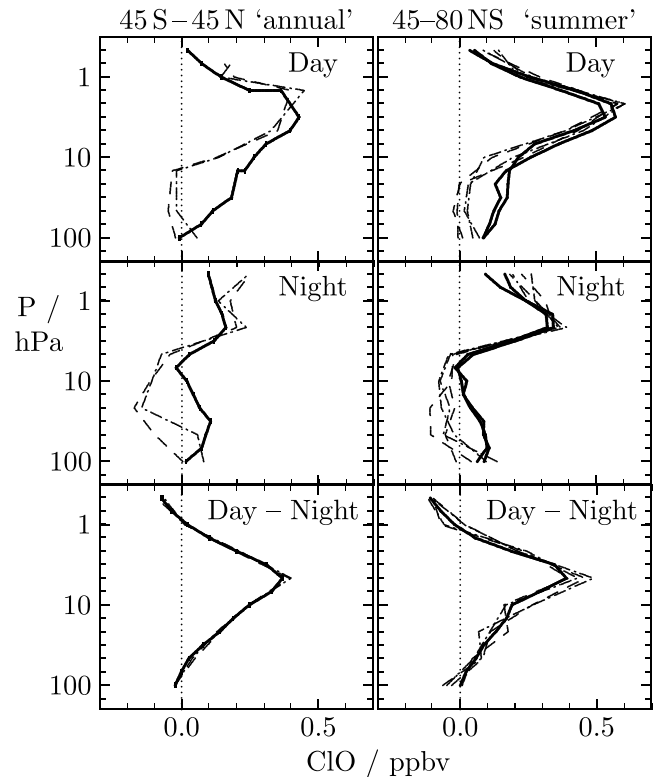 45 S – 45 N ‘annual’ 45–80 NS ‘summer’
Day Day
1
10
100
Night Night
P /
hPa
1
10
100
Day – Night Day – Night
1
10
100
0.0 0.5 0.0 0.5
ClO / ppbv